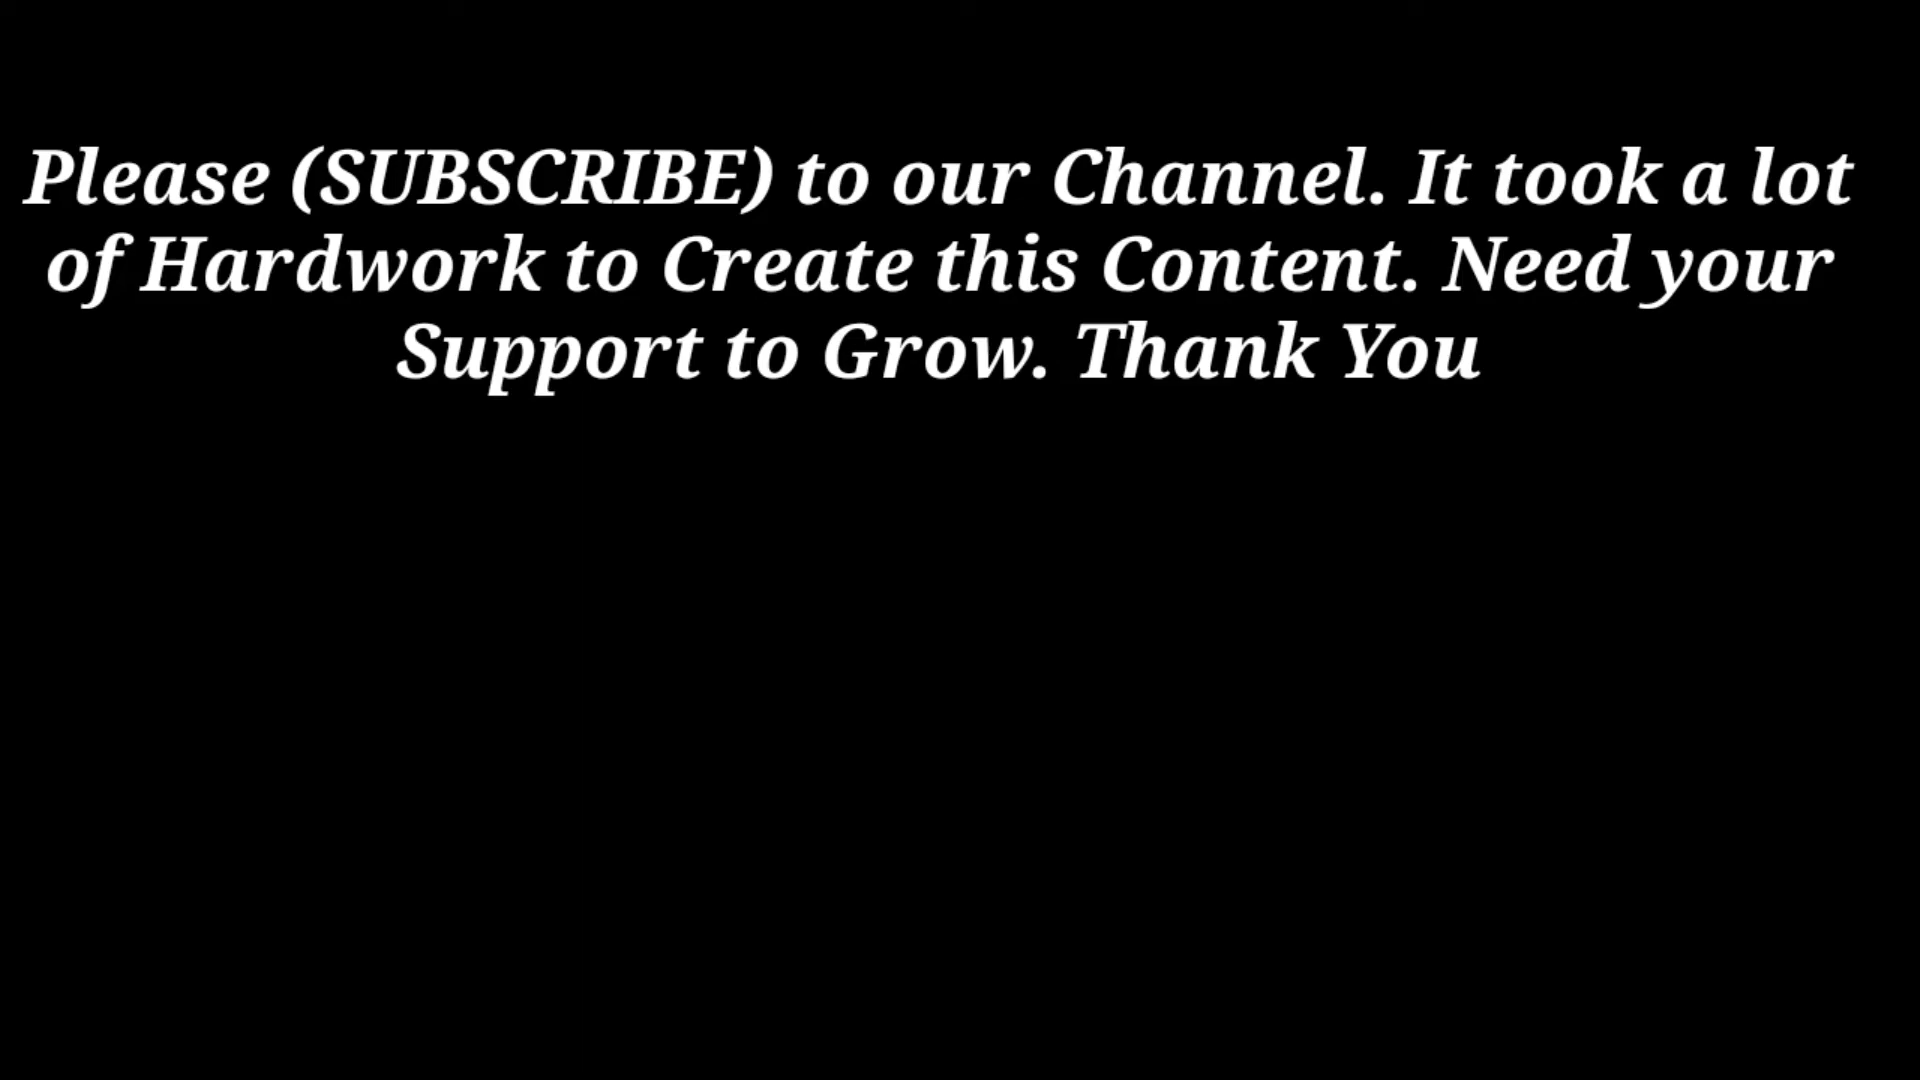 Please (SUBSCRIBE) to our Channel. It took a lot
of Hardwork to Create this Content. Need your
Support to Grow. Thank You